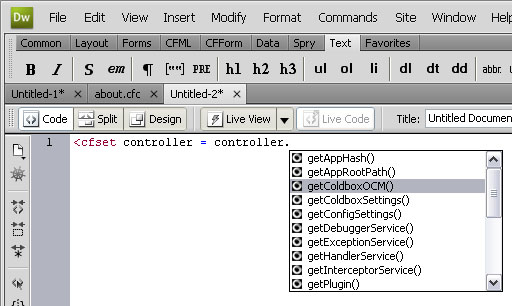 Dw File Edit View Insert Modify Format Commands Site Window
Common Layout Forms CFML CFForm Data Spry Text Favorites
B I S em ¶ [""] PRE h1 h2 h3 ul ol li dl dt dd abbr.
Untitled-1* × about.cfc × Untitled-2* ×
Code Split Design Live View Live Code Title: Untitled Documen
1 <cfset controller = controller.
getAppHash()
getAppRootPath()
getColdboxOCM()
getColdboxSettings()
getConfigSettings()
getDebuggerService()
getExceptionService()
getHandlerService()
getInterceptorService()
getPlugin()